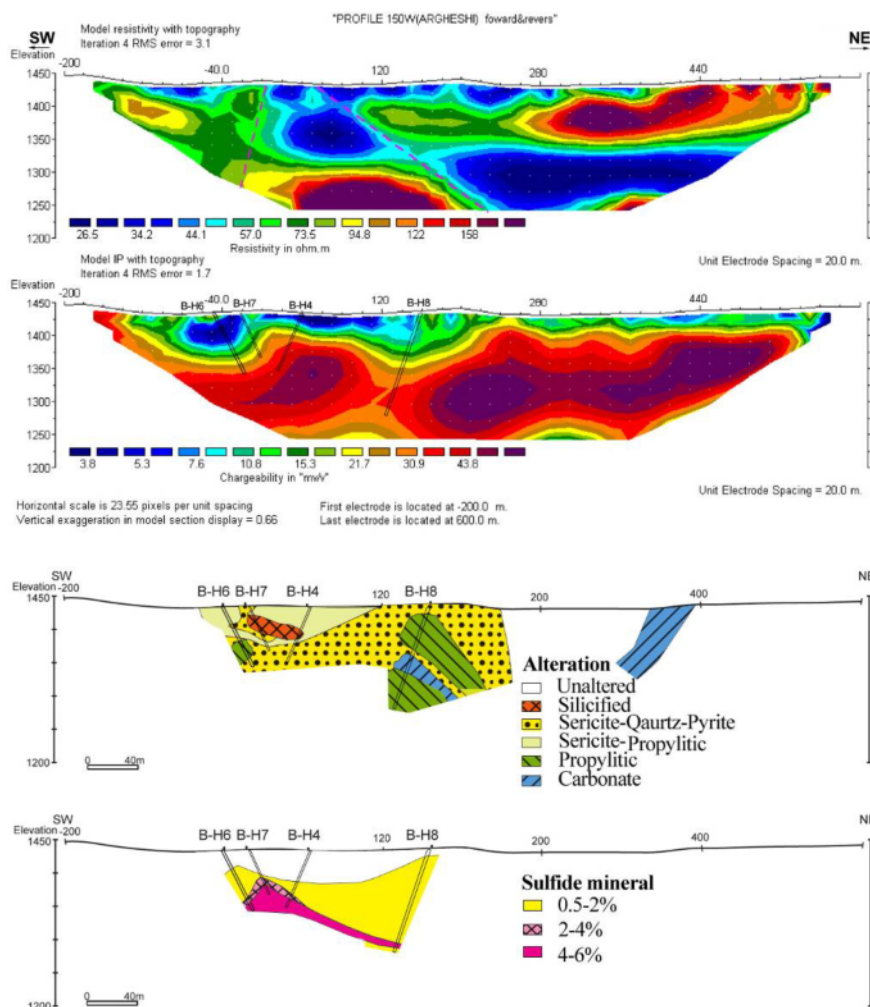 "PROFILE 150W(ARGHESHI) foward&revers"
Model resistivity with topography
SW Iteration 4 RMS error = 3.1 NE
Elevation -200 -40.0 120 280 440
1450
1400
1350
1300
1250
1200
26.5 34.2 44.1 57.0 73.5 94.8 122 158
Resistivity in ohm.m
Unit Electrode Spacing = 20.0 m.
Model IP with topography
Iteration 4 RMS error = 1.7
Elevation -200 -40.0 120 280 440
B-H6 B-H7 B-H4 B-H8
1450
1400
1350
1300
1250
1200
3.8 5.3 7.6 10.8 15.3 21.7 30.9 43.8
Chargeability in "mv/v"
Unit Electrode Spacing = 20.0 m.
Horizontal scale is 23.55 pixels per unit spacing First electrode is located at -200.0 m.
Vertical exaggeration in model section display = 0.66 Last electrode is located at 600.0 m.
SW NE
Elevation -200 B-H6 B-H7 B-H4 120 B-H8 200 400
1450
Alteration
Unaltered
Silicified
Sericite-Qaurtz-Pyrite
Sericite-Propylitic
Propylitic
Carbonate
1200
0 40m
SW NE
Elevation -200 B-H6 B-H7 B-H4 120 B-H8 200 400
1450
Sulfide mineral
0.5-2%
2-4%
4-6%
1200
0 40m